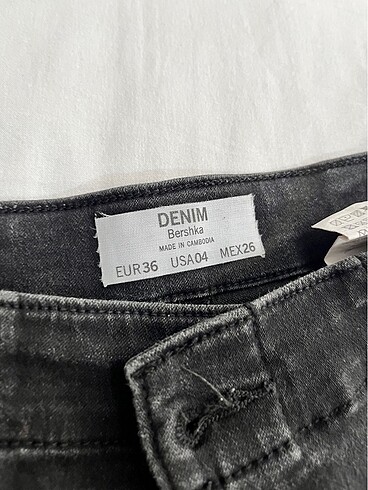 DENIM
Bershka
MADE IN CAMBODIA
EUR36 USA04 MEX26